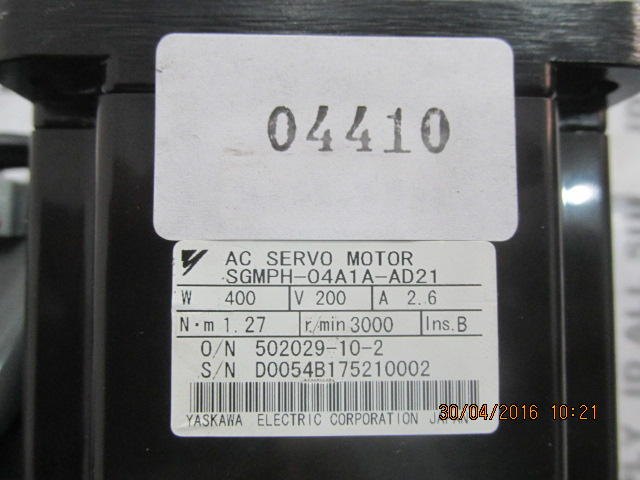 04410
AC SERVO MOTOR
SGMPH-04A1A-AD21
W 400 V 200 A 2.6
N·m 1.27 r/min 3000 Ins.B
O/N 502029-10-2
S/N D0054B175210002
YASKAWA ELECTRIC CORPORATION JAPAN
30/04/2016 10:21